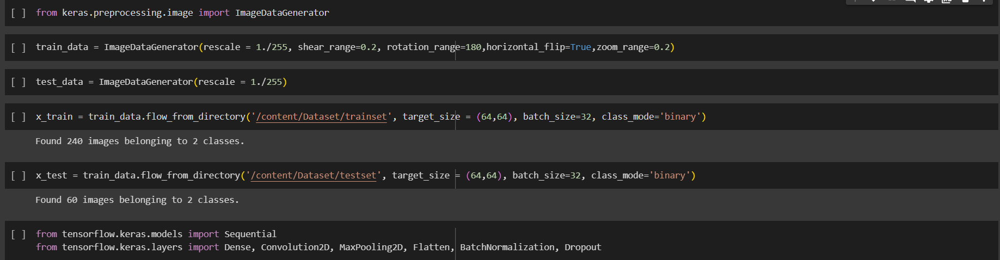 [ ] from keras.preprocessing.image import ImageDataGenerator
[ ] train_data = ImageDataGenerator(rescale = 1./255, shear_range=0.2, rotation_range=180,horizontal_flip=True,zoom_range=0.2)
[ ] test_data = ImageDataGenerator(rescale = 1./255)
[ ] x_train = train_data.flow_from_directory('/content/Dataset/trainset', target_size = (64,64), batch_size=32, class_mode='binary')
Found 240 images belonging to 2 classes.
[ ] x_test = train_data.flow_from_directory('/content/Dataset/testset', target_size = (64,64), batch_size=32, class_mode='binary')
Found 60 images belonging to 2 classes.
[ ] from tensorflow.keras.models import Sequential
from tensorflow.keras.layers import Dense, Convolution2D, MaxPooling2D, Flatten, BatchNormalization, Dropout